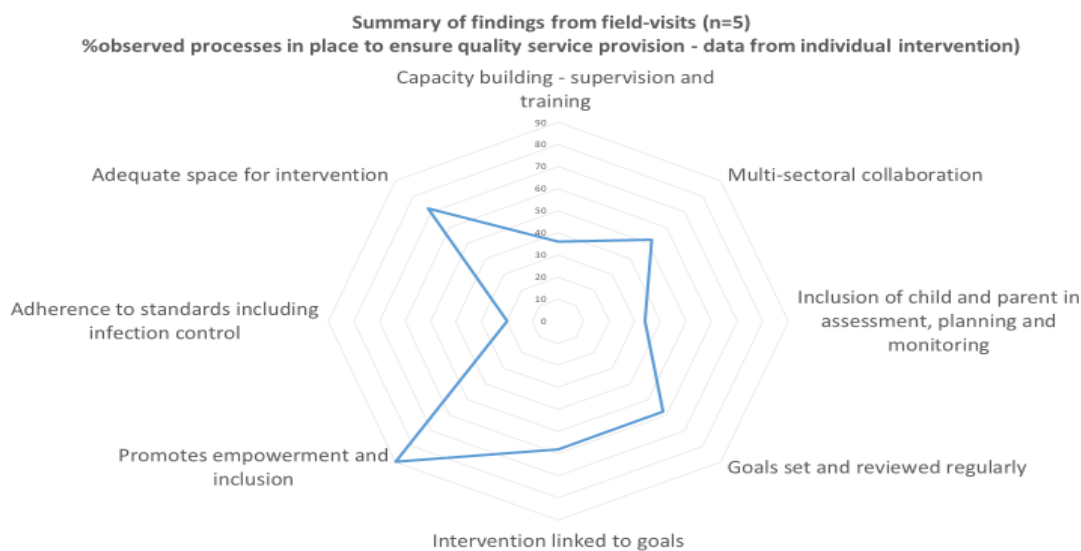 Summary of findings from field-visits (n=5)
%observed processes in place to ensure quality service provision - data from individual intervention)
Capacity building - supervision and
training
90
80
70
60
50
40
30
20
10
0
Adequate space for intervention
Multi-sectoral collaboration
Adherence to standards including
infection control
Inclusion of child and parent in
assessment, planning and
monitoring
Promotes empowerment and
inclusion
Goals set and reviewed regularly
Intervention linked to goals